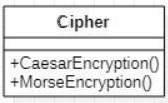 Cipher
+CaesarEncryption()
+MorseEncryption()